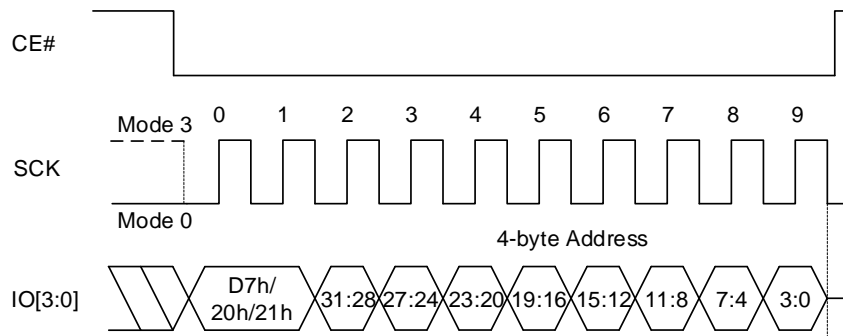 CE#
Mode 3
0 1 2 3 4 5 6 7 8 9
SCK
Mode 0
4-byte Address
IO[3:0]
D7h/
20h/21h
31:28 27:24 23:20 19:16 15:12 11:8 7:4 3:0